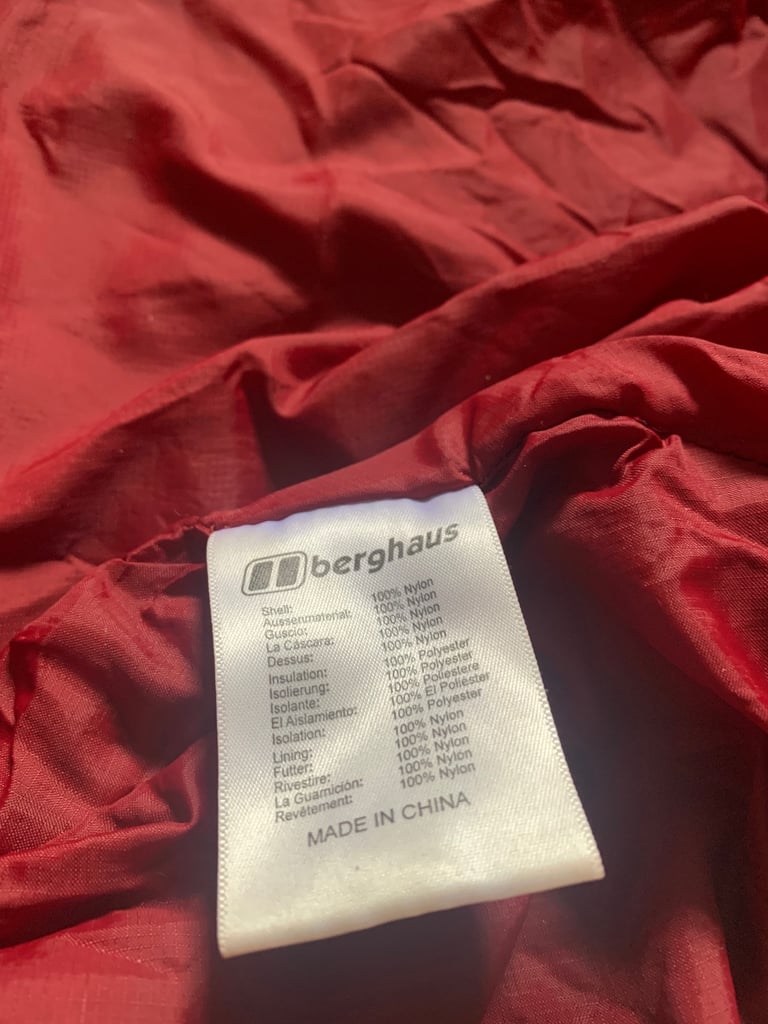 berghaus
Shell: 100% Nylon
Aussenmaterial: 100% Nylon
Guscio: 100% Nylon
La Cáscara: 100% Nylon
Dessus: 100% Nylon
Insulation: 100% Polyester
Isolierung: 100% Polyester
Isolante: 100% Poliestere
El Aislamiento: 100% El Poliéster
Isolation: 100% Polyester
Lining: 100% Nylon
Futter: 100% Nylon
Rivestire: 100% Nylon
La Guarnición: 100% Nylon
Revêtement: 100% Nylon
MADE IN CHINA